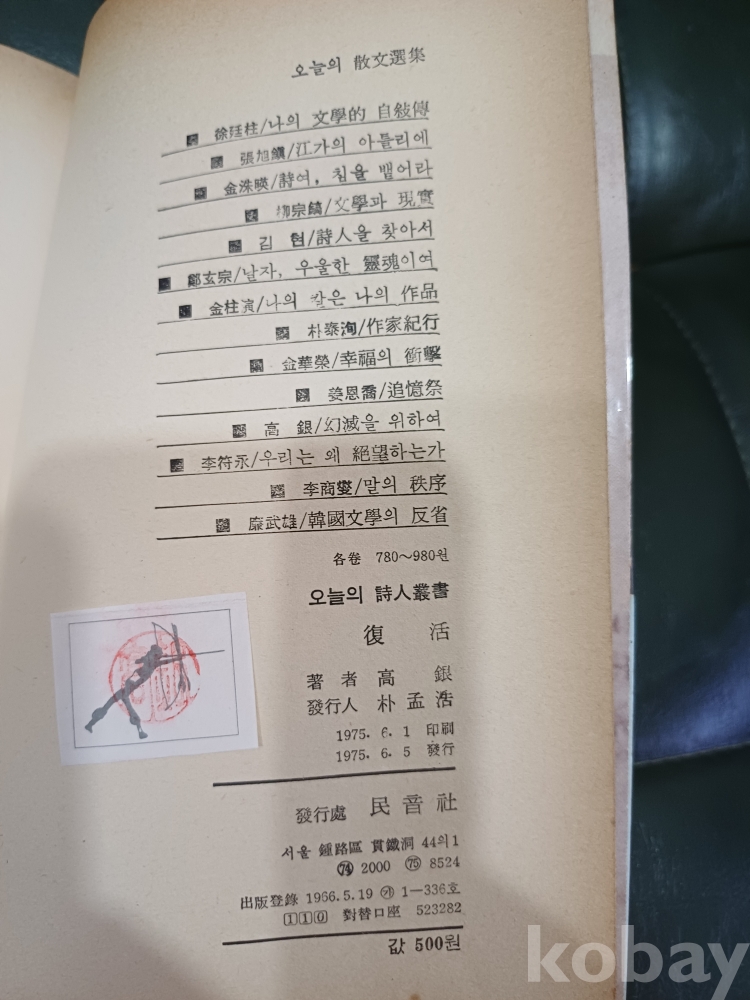 오늘의 散文選集
徐廷柱/나의 文學的 自敍傳
張旭鎭/江가의 아틀리에
金洙暎/詩여, 침을 뱉어라
柳宗鎬/文學과 現實
김 현/詩人을 찾아서
鄭玄宗/날자, 우울한 靈魂이여
金柱演/나의 칼은 나의 作品
朴泰洵/作家紀行
金華榮/幸福의 衝擊
姜恩喬/追憶祭
高 銀/幻滅을 위하여
李符永/우리는 왜 絕望하는가
李商燮/말의 秩序
廉武雄/韓國文學의 反省
各卷 780~980원
오늘의 詩人叢書
復 活
著者 高 銀
發行人 朴孟浩
1975. 6. 1 印刷
1975. 6. 5 發行
發行處 民音社
서울 鍾路區 貫鐵洞 44의1
74 2000 75 8524
出版登錄 1966.5.19 ㉮ 1-336호
110 對替口座 523282
값 500원
kobay